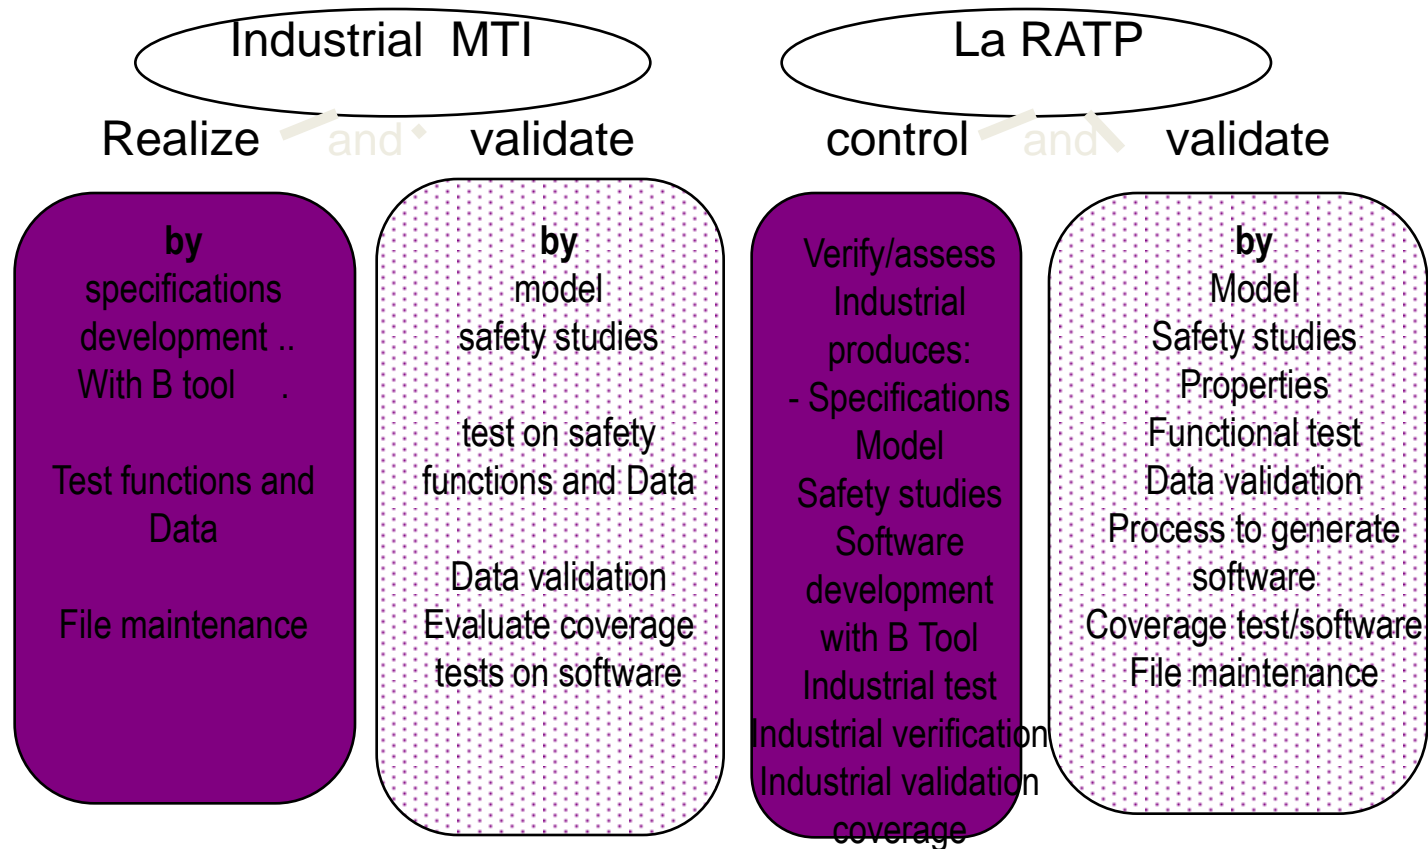 Industrial MTI
La RATP
Realize and validate
control and validate
by
specifications
development ..
With B tool .
Test functions and
Data
File maintenance
by
model
safety studies
test on safety
functions and Data
Data validation
Evaluate coverage
tests on software
Verify/assess
Industrial
produces:
- Specifications
Model
Safety studies
Software
development
with B Tool
Industrial test
Industrial verification
Industrial validation
coverage
by
Model
Safety studies
Properties
Functional test
Data validation
Process to generate
software
Coverage test/software
File maintenance